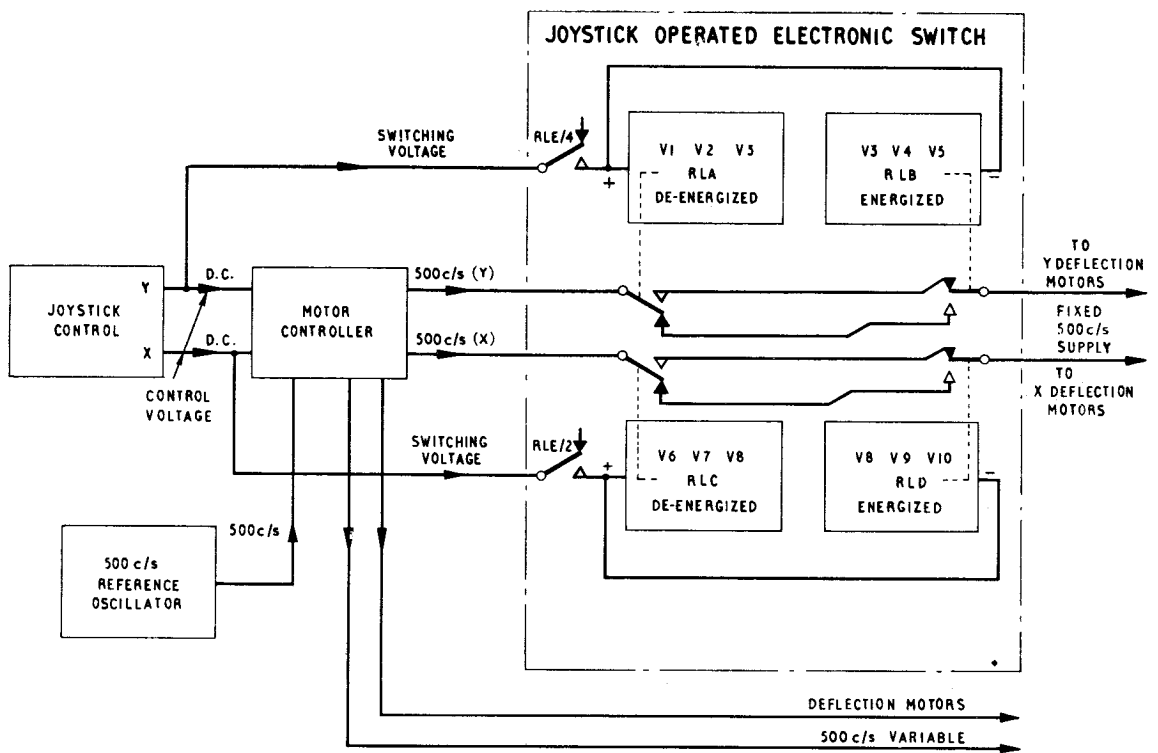 JOYSTICK OPERATED ELECTRONIC SWITCH
SWITCHING
VOLTAGE
RLE/4
+
V1 V2 V3
RLA
DE-ENERGIZED
V3 V4 V5
RLB
ENERGIZED
−
JOYSTICK
CONTROL
Y
X
D.C.
D.C.
CONTROL
VOLTAGE
MOTOR
CONTROLLER
500c/s (Y)
500c/s (X)
TO
Y DEFLECTION
MOTORS
FIXED
500c/s
SUPPLY
TO
X DEFLECTION
MOTORS
SWITCHING
VOLTAGE
RLE/2
+
V6 V7 V8
RLC
DE-ENERGIZED
V8 V9 V10
RLD
ENERGIZED
−
500c/s
500 c/s
REFERENCE
OSCILLATOR
DEFLECTION MOTORS
500c/s VARIABLE